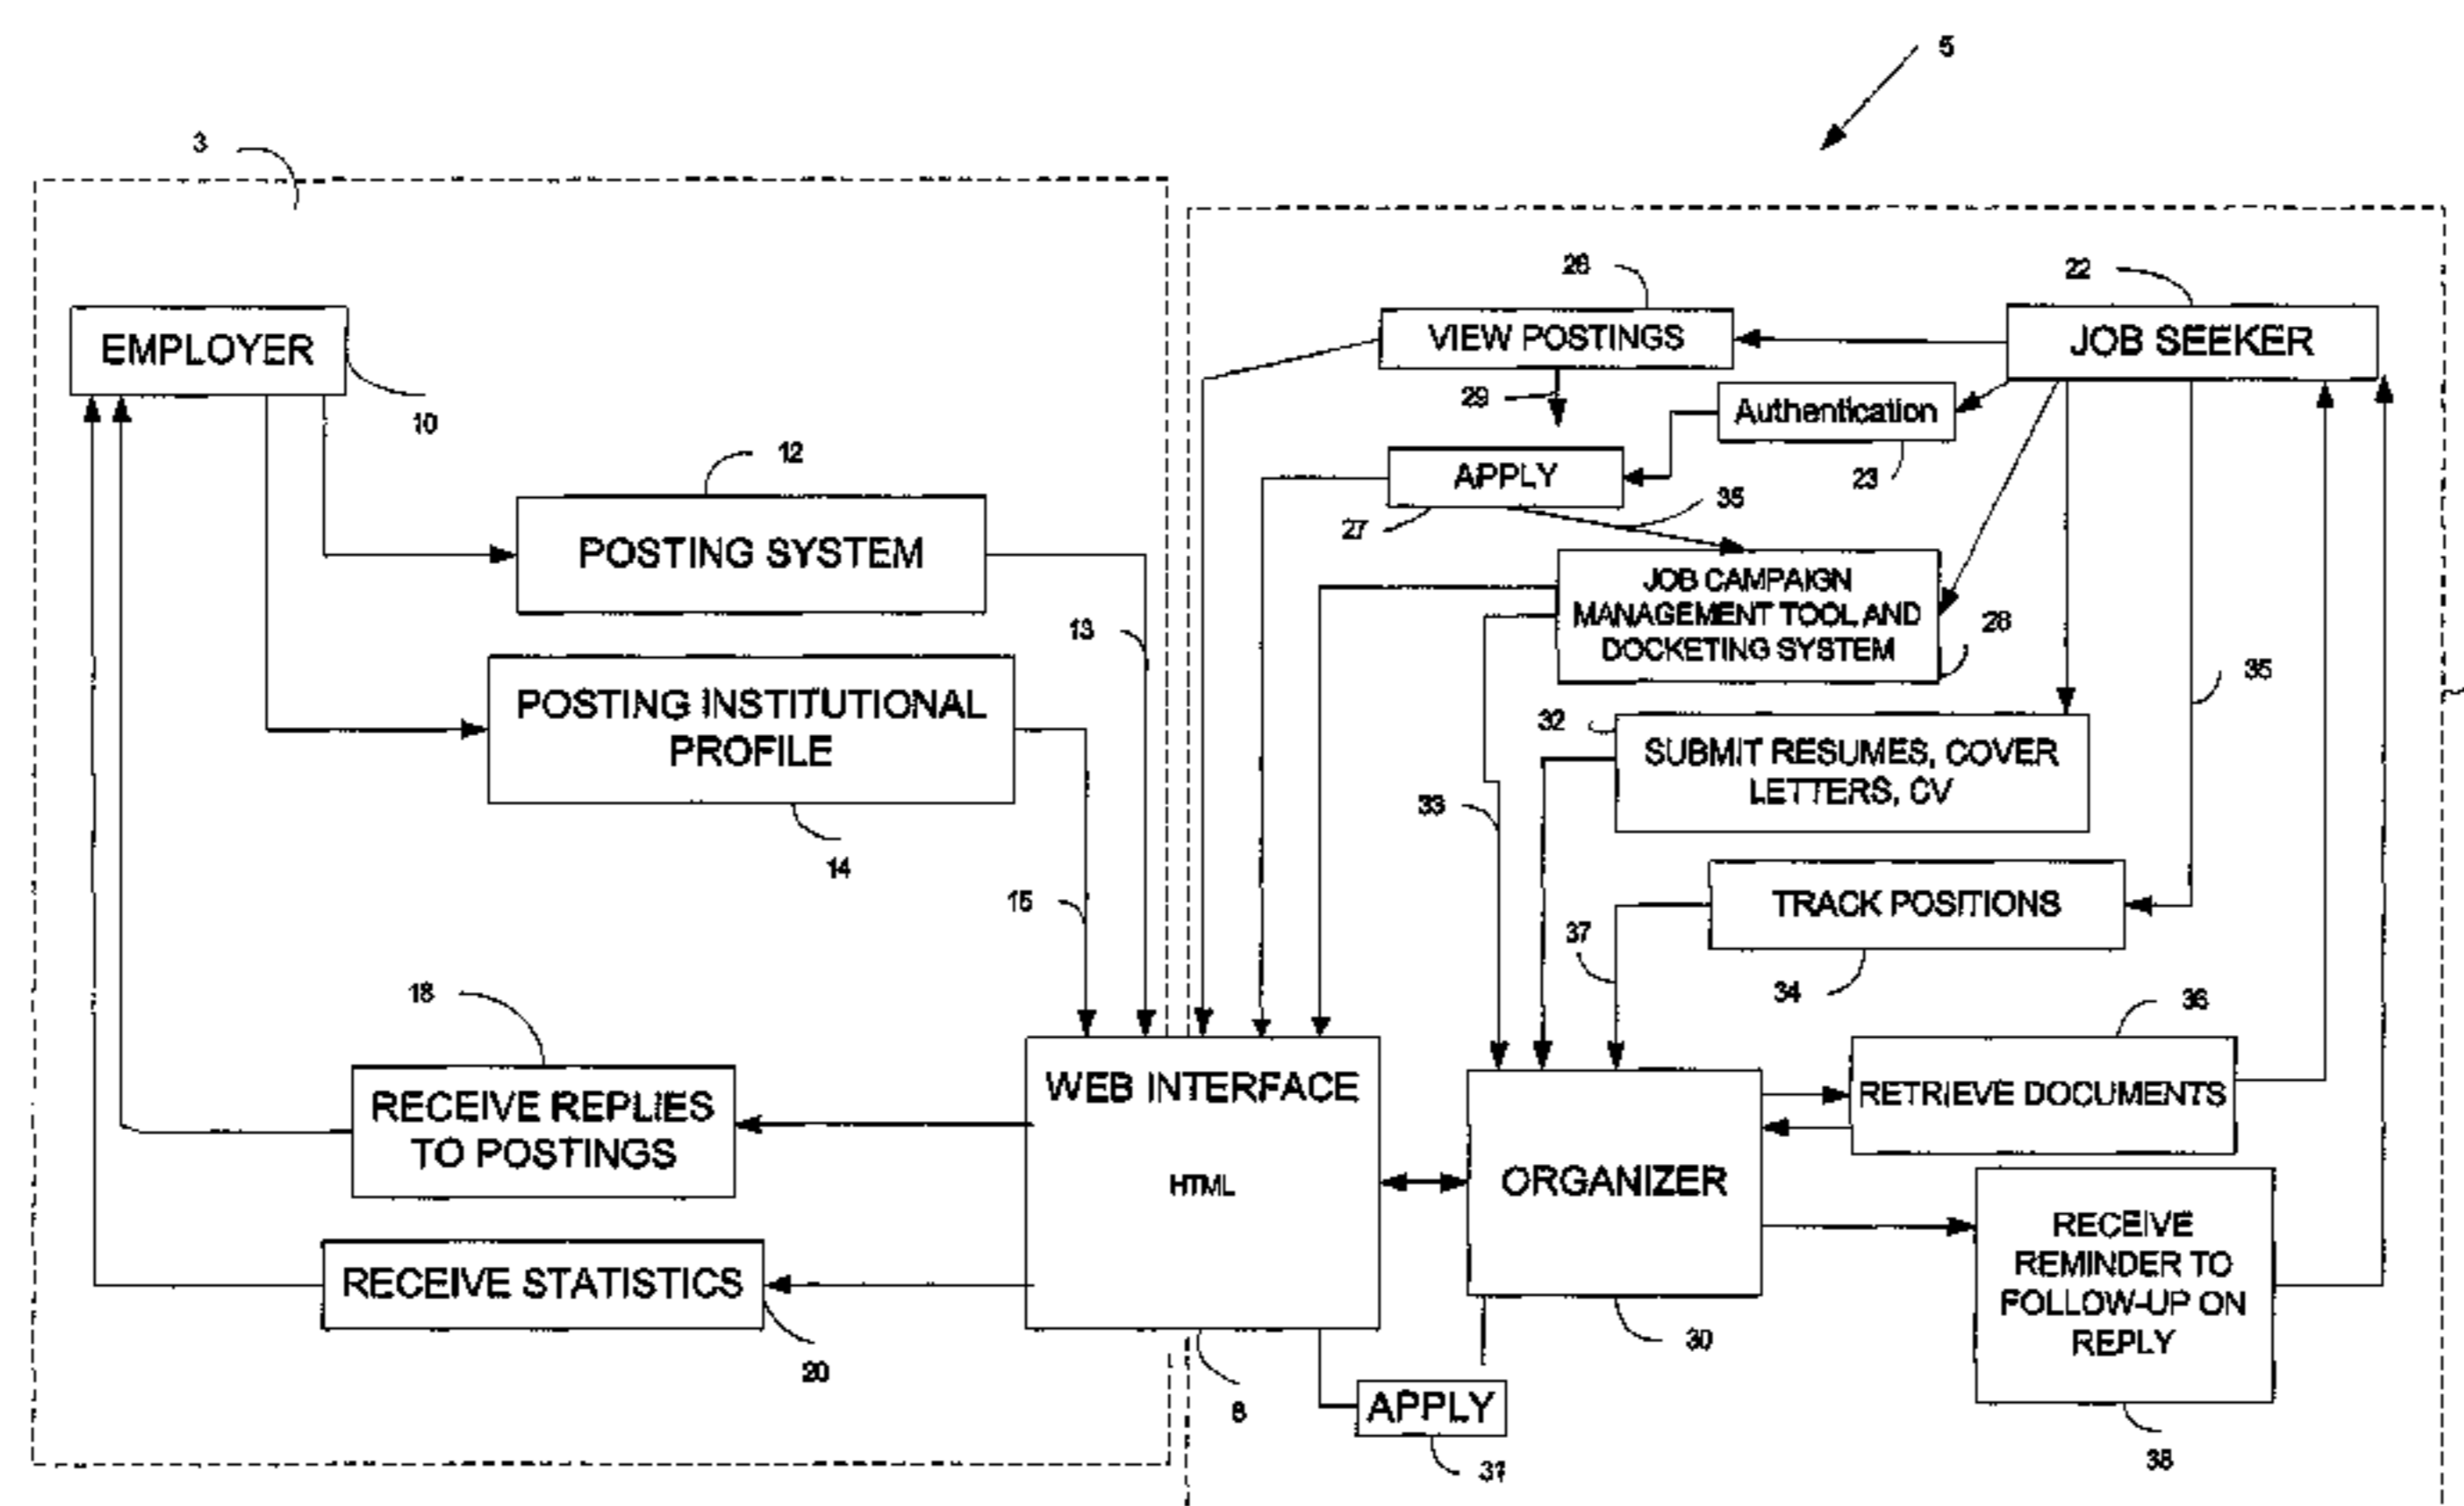 5
3
26
22
EMPLOYER
VIEW POSTINGS
JOB SEEKER
10
29
Authentication
12
APPLY
23
27
35
POSTING SYSTEM
JOB CAMPAIGN
MANAGEMENT TOOL AND
DOCKETING SYSTEM
28
13
35
POSTING INSTITUTIONAL
PROFILE
32
SUBMIT RESUMES, COVER
LETTERS, CV
33
14
15
TRACK POSITIONS
37
34
18
36
WEB INTERFACE
HTML
RECEIVE REPLIES
TO POSTINGS
RETRIEVE DOCUMENTS
ORGANIZER
RECEIVE
REMINDER TO
FOLLOW-UP ON
REPLY
RECEIVE STATISTICS
20
30
8
APPLY
31
38